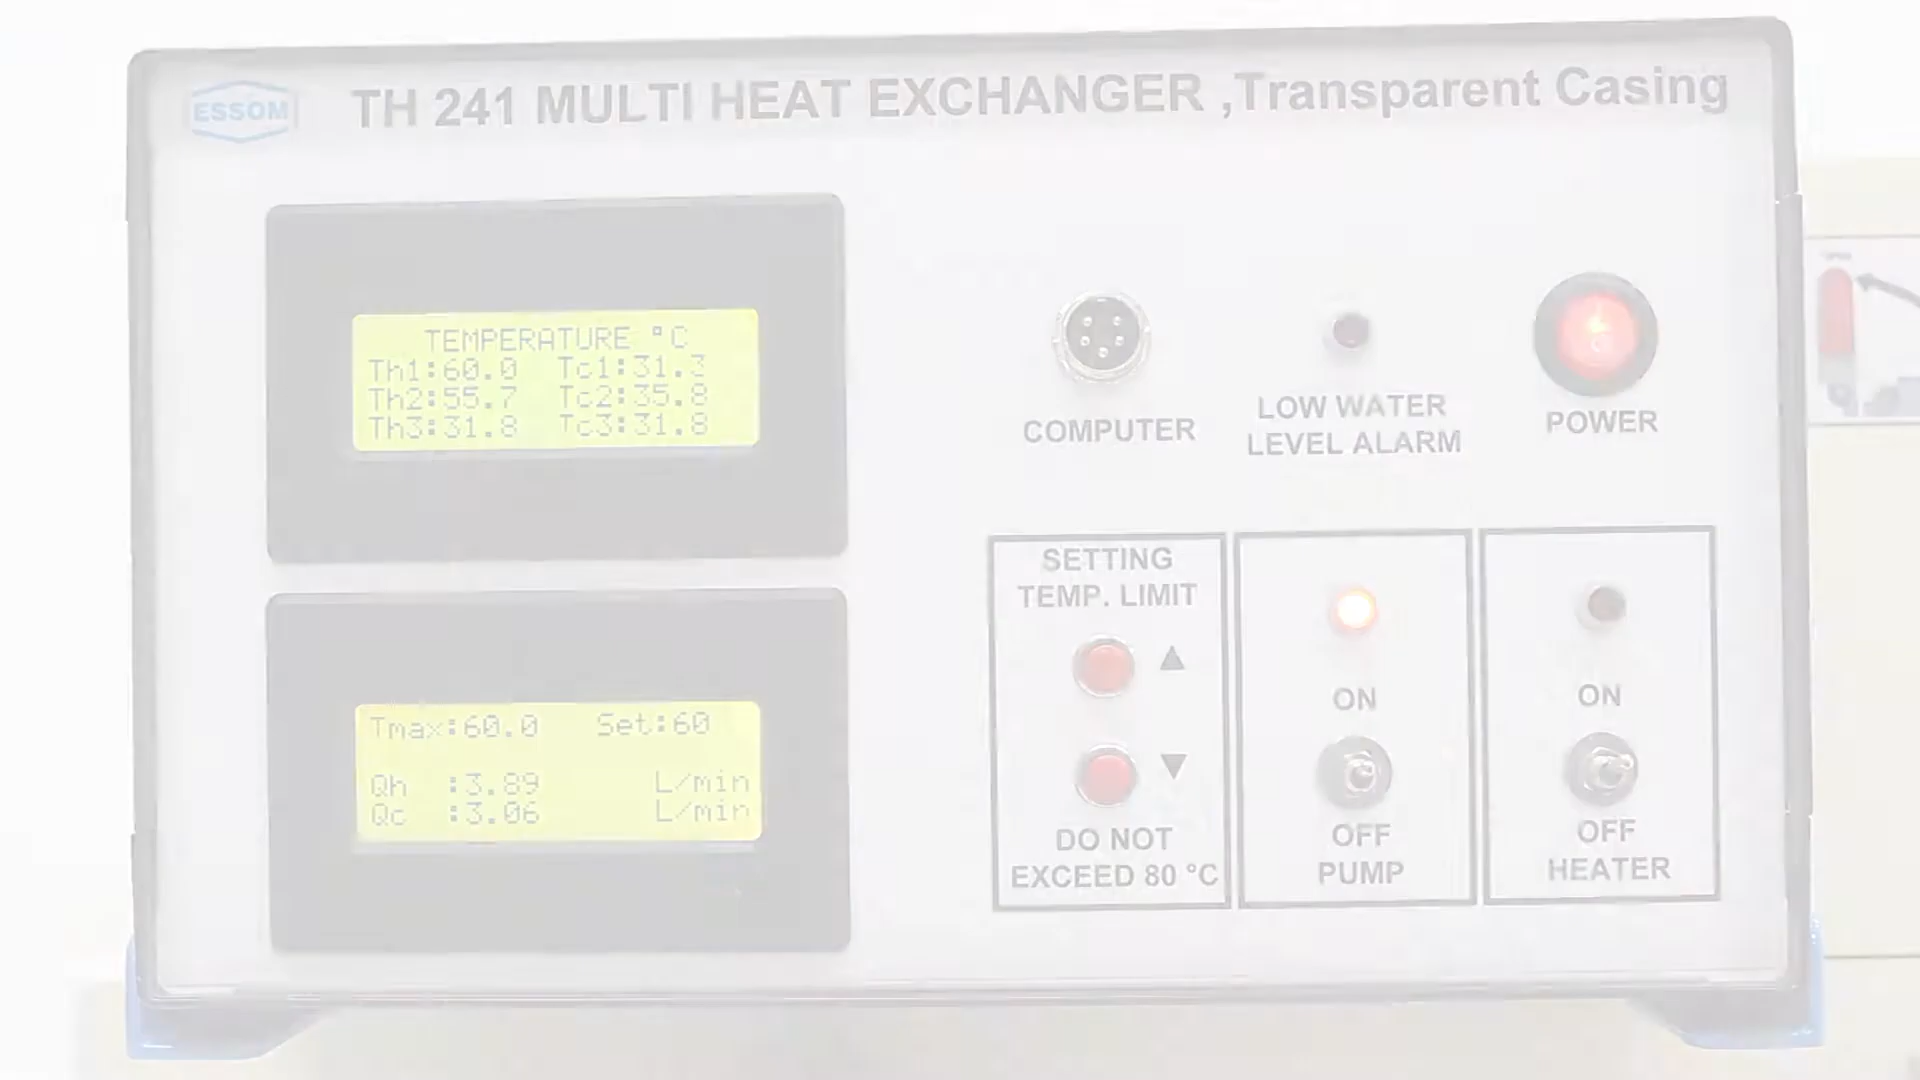 ESSOM
TH 241 MULTI HEAT EXCHANGER ,Transparent Casing
TEMPERATURE °C
Th1:60.0 Tc1:31.3
Th2:55.7 Tc2:35.8
Th3:31.8 Tc3:31.8
COMPUTER
LOW WATER
LEVEL ALARM
POWER
Tmax:60.0 Set:60
Qh :3.89 L/min
Qc :3.06 L/min
SETTING
TEMP. LIMIT
▲
▼
DO NOT
EXCEED 80 °C
ON
OFF
PUMP
ON
OFF
HEATER